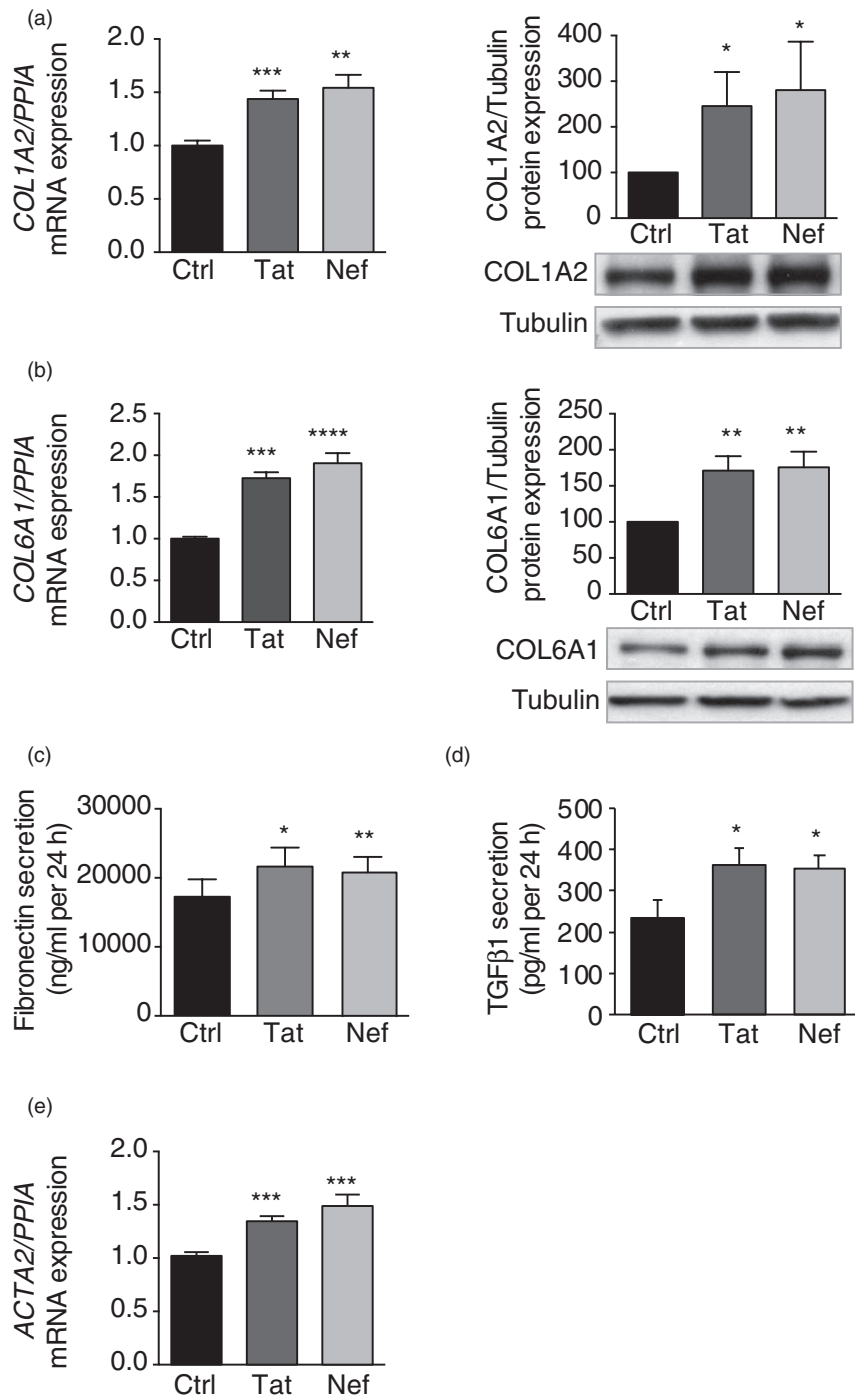 (a)
COL1A2/PPIA
mRNA expression
2.0
1.5
1.0
0.5
0.0
***
**
Ctrl Tat Nef
COL1A2/Tubulin
protein expression
400
300
200
100
0
*
*
Ctrl Tat Nef
COL1A2
Tubulin
(b)
COL6A1/PPIA
mRNA espression
2.5
2.0
1.5
1.0
0.5
0.0
***
****
Ctrl Tat Nef
COL6A1/Tubulin
protein expression
250
200
150
100
50
0
**
**
Ctrl Tat Nef
COL6A1
Tubulin
(c)
Fibronectin secretion
(ng/ml per 24 h)
30000
20000
10000
0
*
**
Ctrl Tat Nef
(d)
TGFβ1 secretion
(pg/ml per 24 h)
500
400
300
200
100
0
*
*
Ctrl Tat Nef
(e)
ACTA2/PPIA
mRNA expression
2.0
1.5
1.0
0.5
0.0
***
***
Ctrl Tat Nef